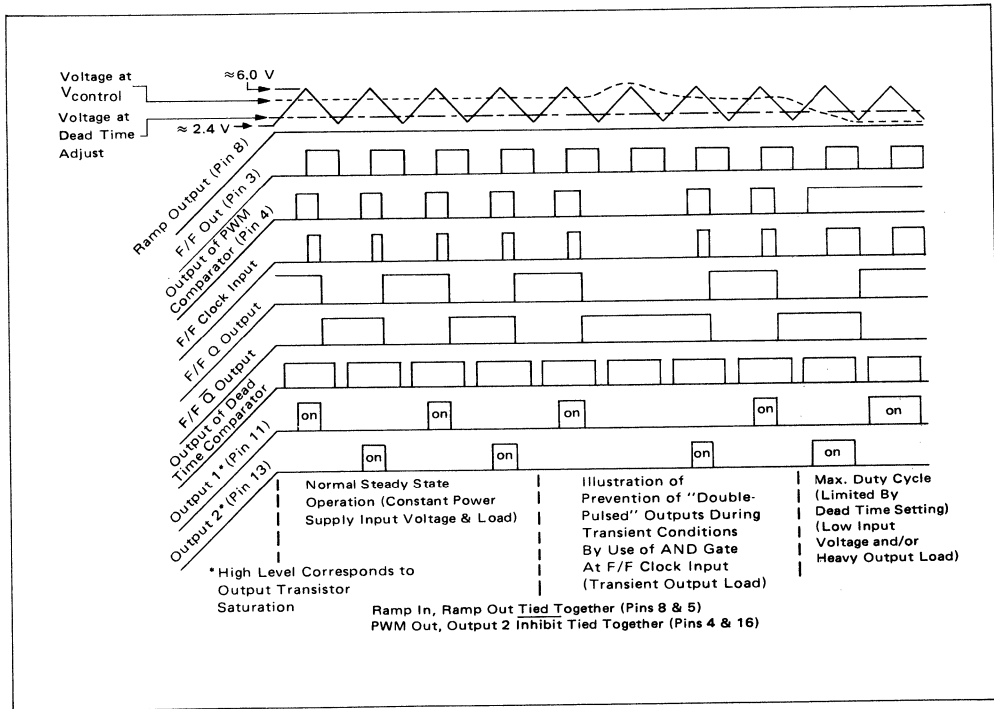 Voltage at
Vcontrol
≈6.0 V
Voltage at
Dead Time
Adjust
≈ 2.4 V
Ramp Output (Pin 8)
F/F Out (Pin 3)
Output of PWM
Comparator (Pin 4)
F/F Clock Input
F/F Q Output
F/F Q̅ Output
Output of Dead
Time Comparator
Output 1* (Pin 11)
on on on on on
Output 2* (Pin 13)
on on on on
Normal Steady State
Operation (Constant Power
Supply Input Voltage & Load)
Illustration of
Prevention of "Double-
Pulsed" Outputs During
Transient Conditions
By Use of AND Gate
At F/F Clock Input
(Transient Output Load)
Max. Duty Cycle
(Limited By
Dead Time Setting)
(Low Input
Voltage and/or
Heavy Output Load)
*High Level Corresponds to
Output Transistor
Saturation
Ramp In, Ramp Out Tied Together (Pins 8 & 5)
PWM Out, Output 2 Inhibit Tied Together (Pins 4 & 16)